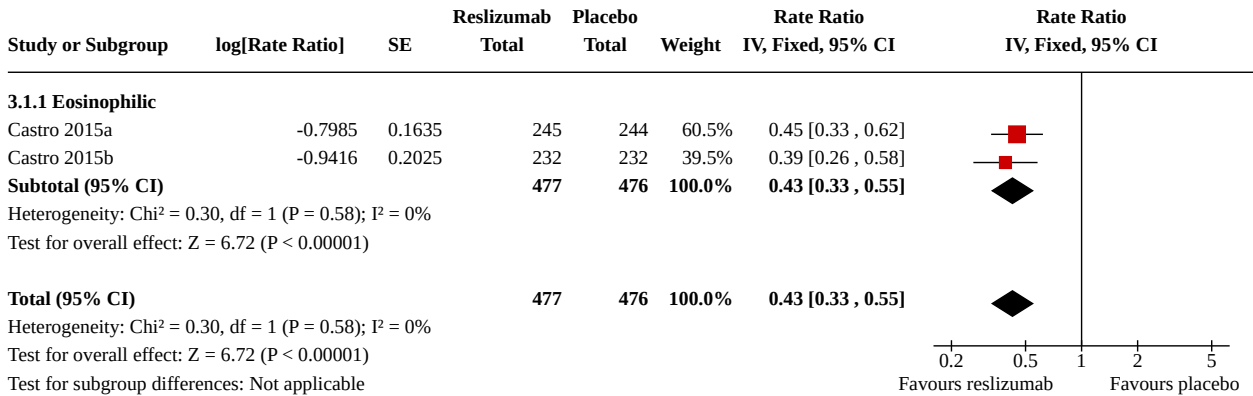 Reslizumab Placebo Rate Ratio Rate Ratio
Study or Subgroup log[Rate Ratio] SE Total Total Weight IV, Fixed, 95% CI IV, Fixed, 95% CI
3.1.1 Eosinophilic
Castro 2015a -0.7985 0.1635 245 244 60.5% 0.45 [0.33 , 0.62]
Castro 2015b -0.9416 0.2025 232 232 39.5% 0.39 [0.26 , 0.58]
Subtotal (95% CI) 477 476 100.0% 0.43 [0.33 , 0.55]
Heterogeneity: Chi² = 0.30, df = 1 (P = 0.58); I² = 0%
Test for overall effect: Z = 6.72 (P < 0.00001)
Total (95% CI) 477 476 100.0% 0.43 [0.33 , 0.55]
Heterogeneity: Chi² = 0.30, df = 1 (P = 0.58); I² = 0%
Test for overall effect: Z = 6.72 (P < 0.00001) 0.2 0.5 1 2 5
Test for subgroup differences: Not applicable Favours reslizumab Favours placebo